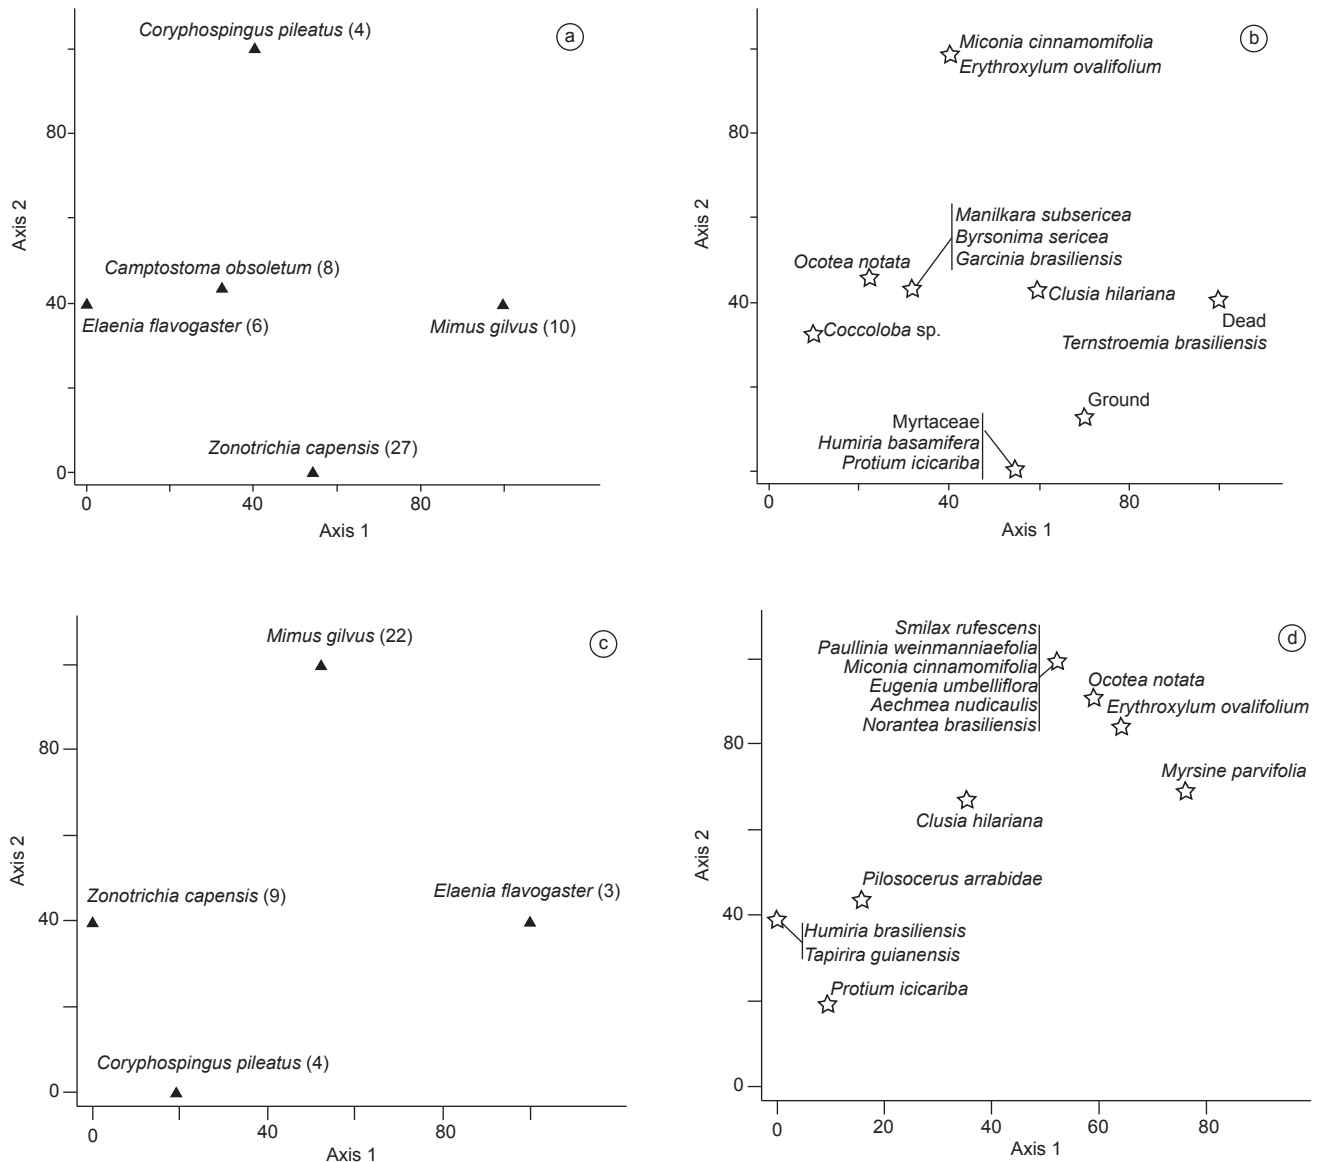 Coryphospingus pileatus (4)
a
80
Axis 2
Camptostoma obsoletum (8)
40
Elaenia flavogaster (6)
Mimus gilvus (10)
Zonotrichia capensis (27)
0
0 40 80
Axis 1
Miconia cinnamomifolia
b
Erythroxylum ovalifolium
80
Axis 2
Manilkara subsericea
Byrsonima sericea
Garcinia brasiliensis
Ocotea notata
Clusia hilariana
40
Dead
Coccoloba sp.
Ternstroemia brasiliensis
Ground
Myrtaceae
Humiria basamifera
Protium icicariba
0 40 80
Axis 1
Mimus gilvus (22)
c
80
Axis 2
Zonotrichia capensis (9)
Elaenia flavogaster (3)
40
Coryphospingus pileatus (4)
0
0 40 80
Axis 1
Smilax rufescens
d
Paullinia weinmanniaefolia
Miconia cinnamomifolia
Eugenia umbelliflora
Aechmea nudicaulis
Norantea brasiliensis
Ocotea notata
Erythroxylum ovalifolium
80
Myrsine parvifolia
Clusia hilariana
Axis 2
Pilosocerus arrabidae
40
Humiria brasiliensis
Tapirira guianensis
Protium icicariba
0
0 20 40 60 80
Axis 1